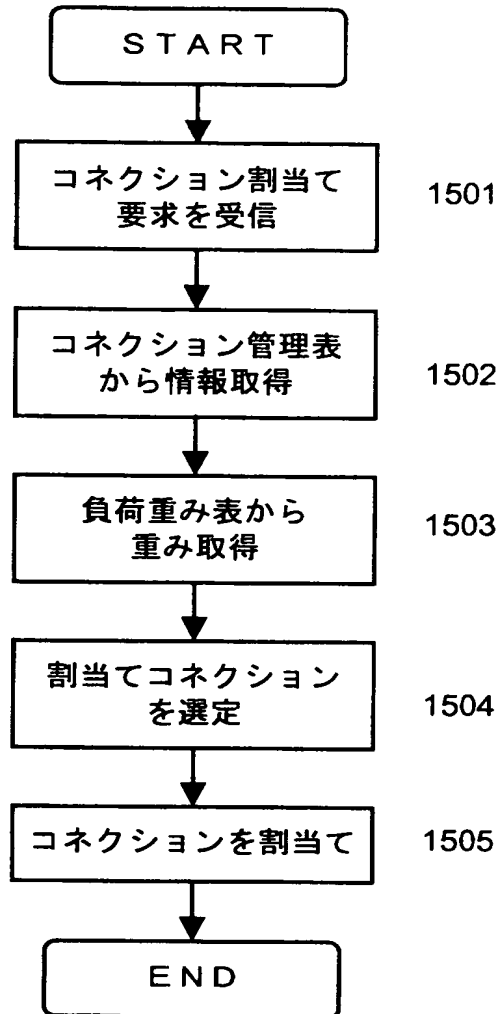 START
コネクション割当て
要求を受信
1501
コネクション管理表
から情報取得
1502
負荷重み表から
重み取得
1503
割当てコネクション
を選定
1504
コネクションを割当て
1505
END